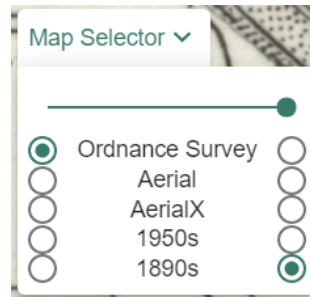 Map Selector
Ordnance Survey
Aerial
AerialX
1950s
1890s